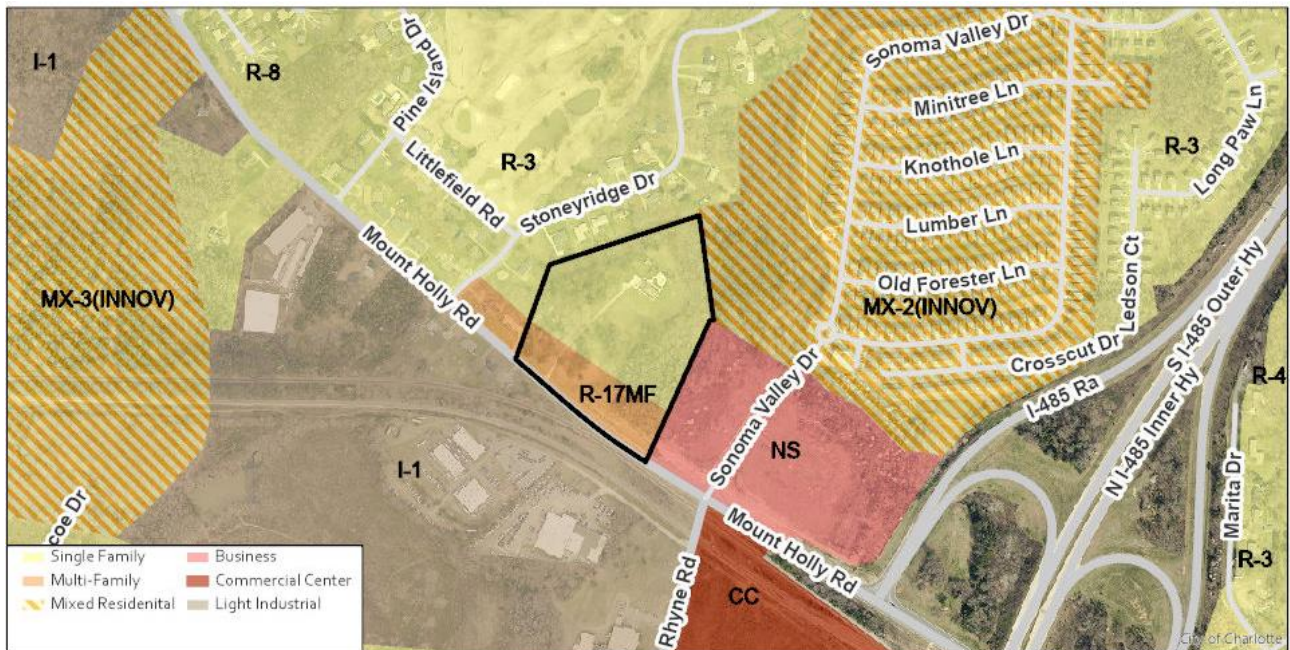 Sonoma Valley Dr
I-1
R-8
Pine Island Dr
Minitree Ln
Long Paw Ln
R-3
Littlefield Rd
R-3
Knothole Ln
Stoneyridge Dr
Lumber Ln
Mount Holly Rd
Old Forester Ln
Ledson Ct
S I-485 Outer Hy
MX-3(INNOV)
MX-2(INNOV)
Crosscut Dr
I-485 Ra
R-4
R-17MF
Sonoma Valley Dr
NS
N I-485 Inner Hy
I-1
Marita Dr
coe Dr
Mount Holly Rd
R-3
Rhyne Rd
CC
Single Family
Business
Multi-Family
Commercial Center
Mixed Residenital
Light Industrial
City of Charlotte